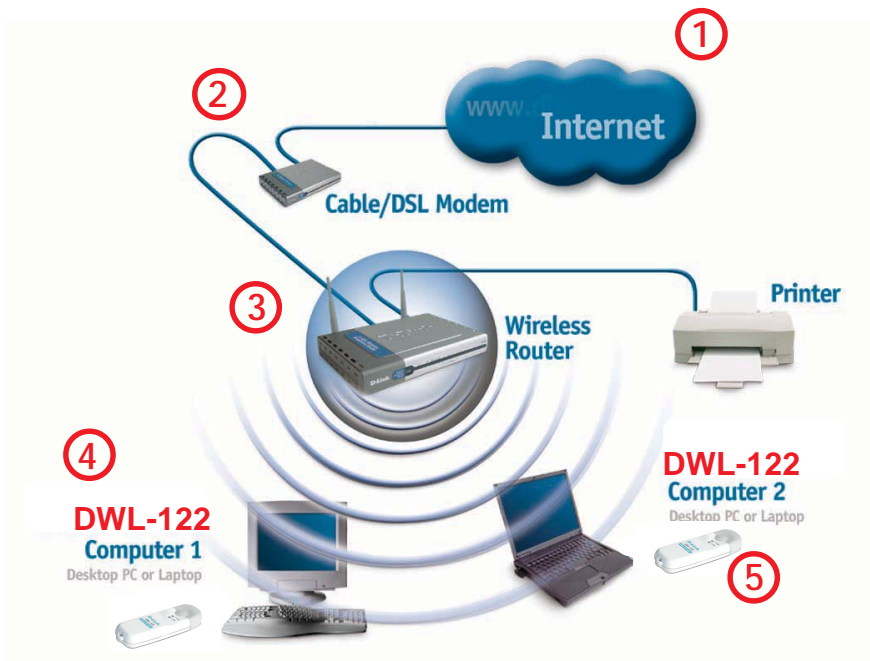 1
www.
Internet
2
Cable/DSL Modem
3
Wireless
Router
D-Link
Printer
4
DWL-122
Computer 1
Desktop PC or Laptop
DWL-122
Computer 2
Desktop PC or Laptop
5